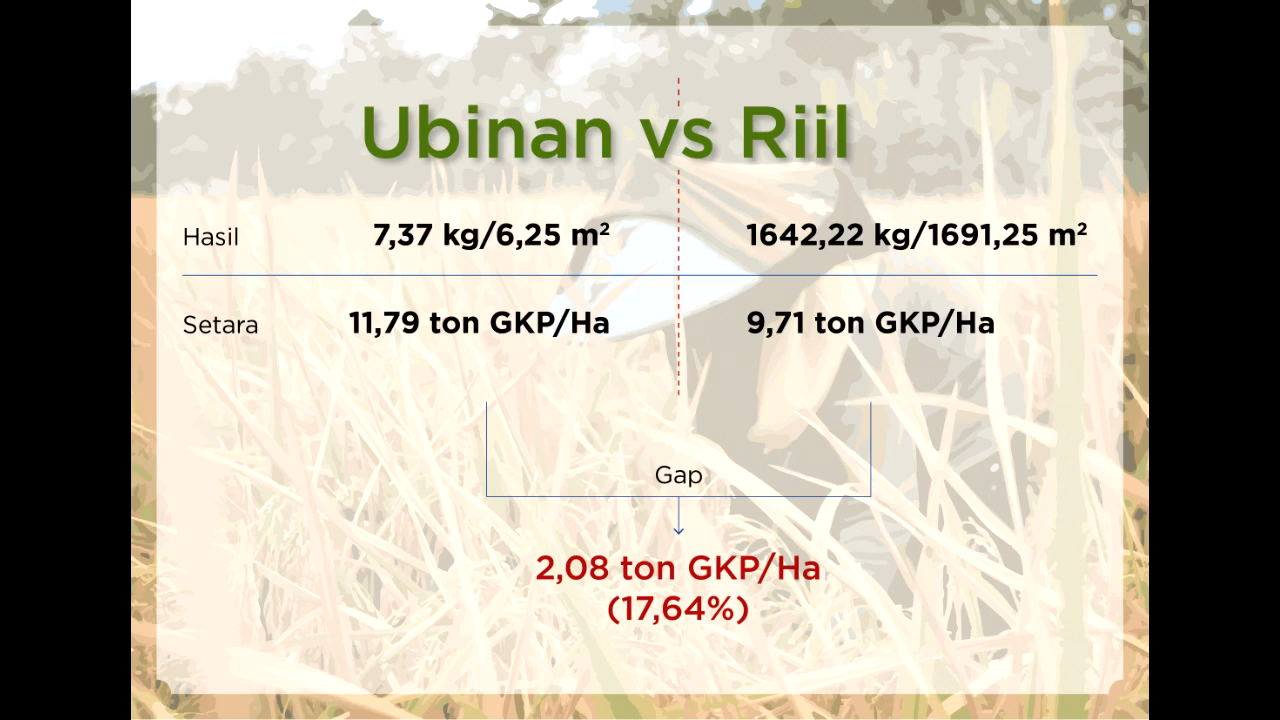 Ubinan vs Riil
Hasil 7,37 kg/6,25 m² 1642,22 kg/1691,25 m²
Setara 11,79 ton GKP/Ha 9,71 ton GKP/Ha
Gap
2,08 ton GKP/Ha
(17,64%)